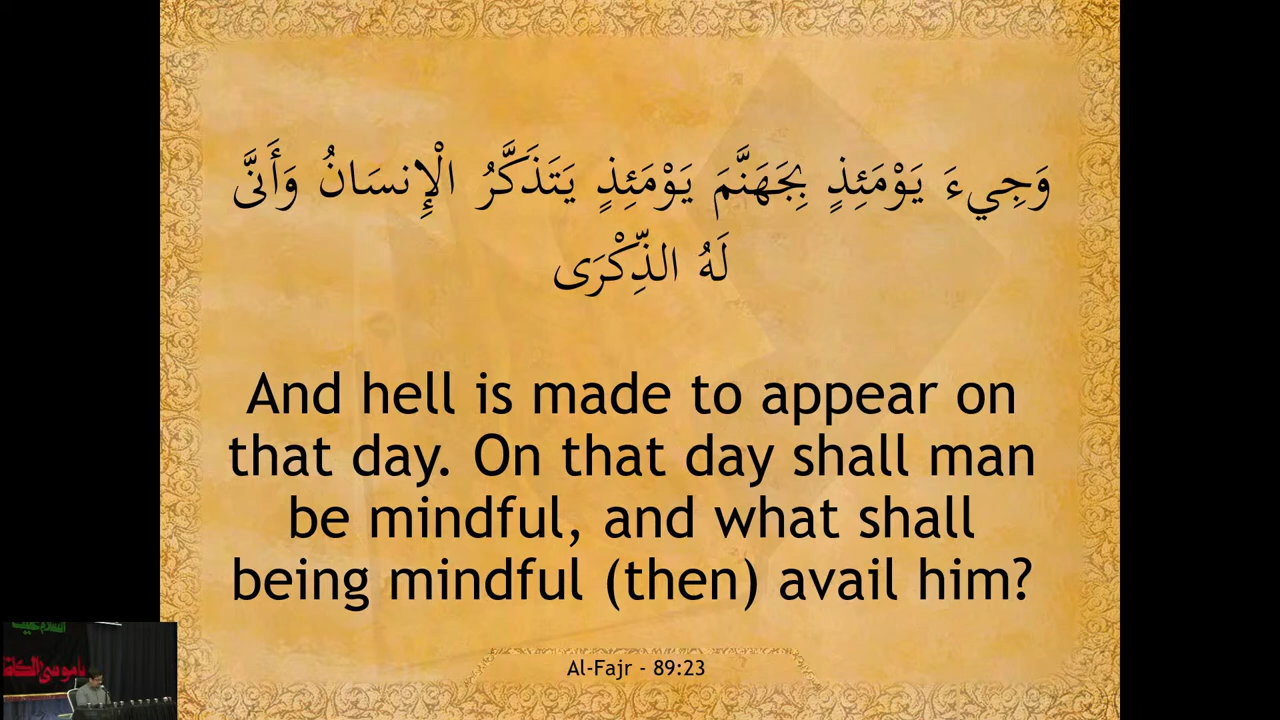 وَجِيءَ يَوْمَئِذٍ بِجَهَنَّمَ يَوْمَئِذٍ يَتَذَكَّرُ الْإِنسَانُ وَأَنَّىٰ
لَهُ الذِّكْرَى
And hell is made to appear on
that day. On that day shall man
be mindful, and what shall
being mindful (then) avail him?
Al-Fajr - 89:23